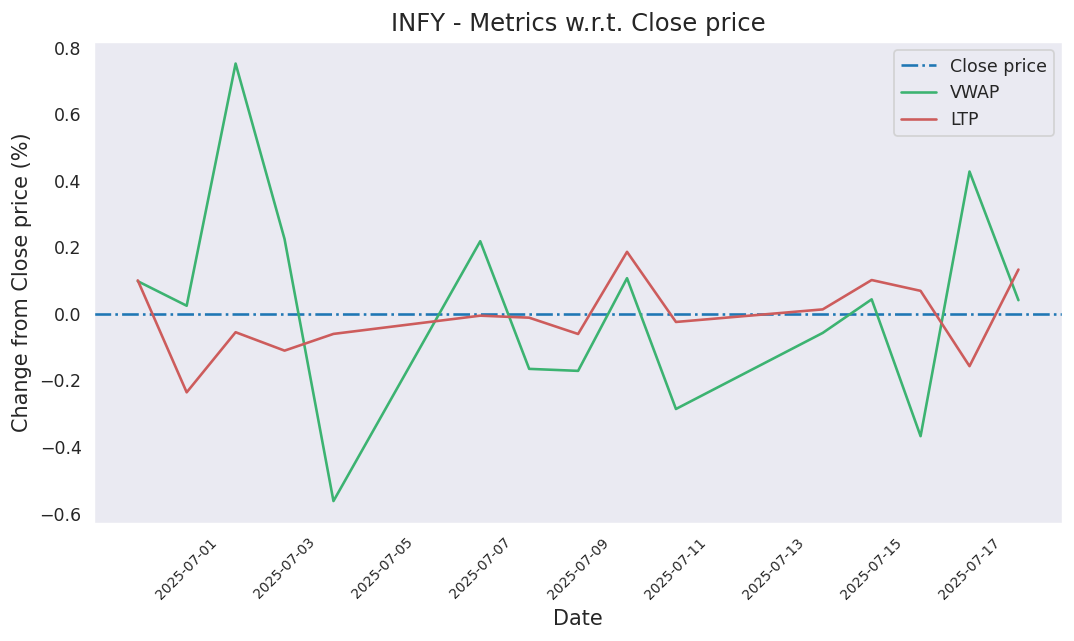 INFY - Metrics w.r.t. Close price
Close price
VWAP
LTP
Change from Close price (%)
0.8
0.6
0.4
0.2
0.0
−0.2
−0.4
−0.6
2025-07-01
2025-07-03
2025-07-05
2025-07-07
2025-07-09
2025-07-11
2025-07-13
2025-07-15
2025-07-17
Date